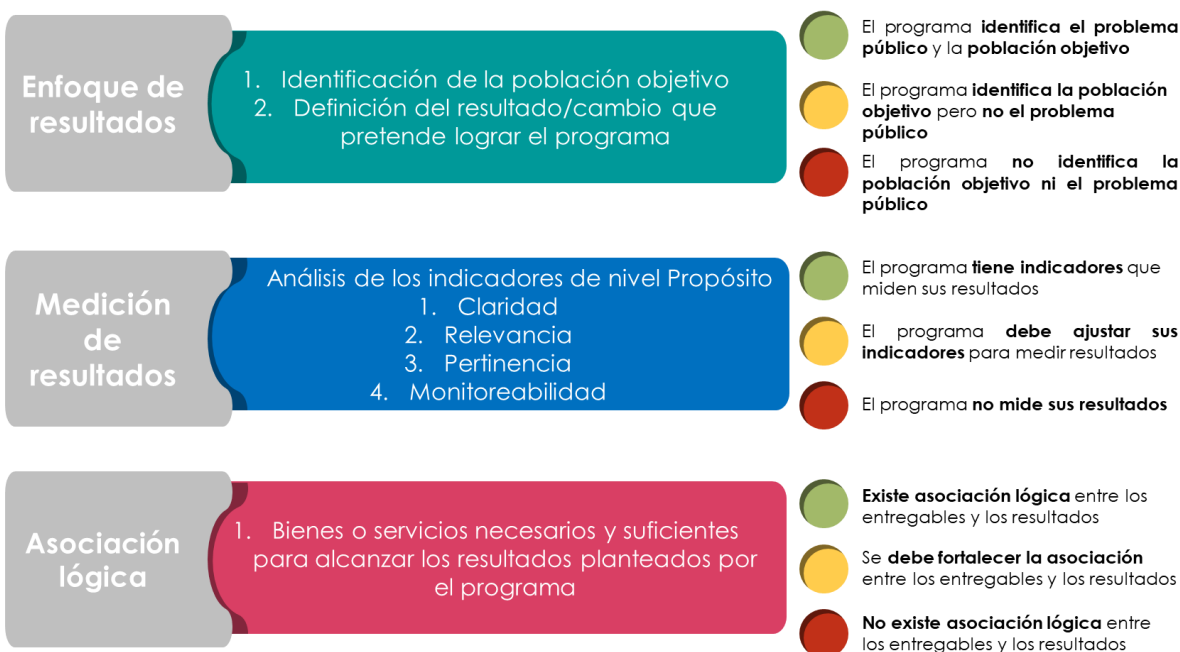 Enfoque de
resultados
1. Identificación de la población objetivo
2. Definición del resultado/cambio que
pretende lograr el programa
El programa identifica el problema
público y la población objetivo
El programa identifica la población
objetivo pero no el problema
público
El programa no identifica la
población objetivo ni el problema
público
Medición
de
resultados
Análisis de los indicadores de nivel Propósito
1. Claridad
2. Relevancia
3. Pertinencia
4. Monitoreabilidad
El programa tiene indicadores que
miden sus resultados
El programa debe ajustar sus
indicadores para medir resultados
El programa no mide sus resultados
Asociación
lógica
1. Bienes o servicios necesarios y suficientes
para alcanzar los resultados planteados por
el programa
Existe asociación lógica entre los
entregables y los resultados
Se debe fortalecer la asociación
entre los entregables y los resultados
No existe asociación lógica entre
los entregables y los resultados